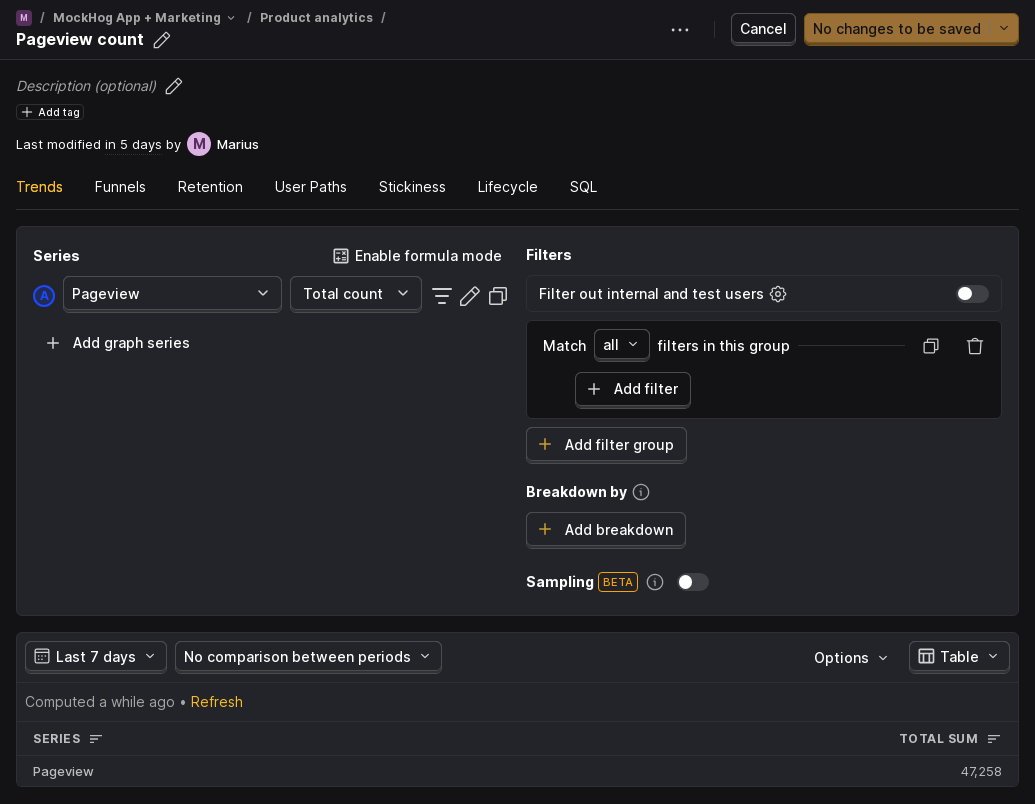 M / MockHog App + Marketing / Product analytics /
Pageview count
Cancel
No changes to be saved
Description (optional)
Add tag
Last modified in 5 days by M Marius
Trends Funnels Retention User Paths Stickiness Lifecycle SQL
Series
Enable formula mode
A Pageview Total count
Add graph series
Filters
Filter out internal and test users
Match all filters in this group
Add filter
Add filter group
Breakdown by
Add breakdown
Sampling BETA
Last 7 days No comparison between periods Options Table
Computed a while ago • Refresh
SERIES TOTAL SUM
Pageview 47,258